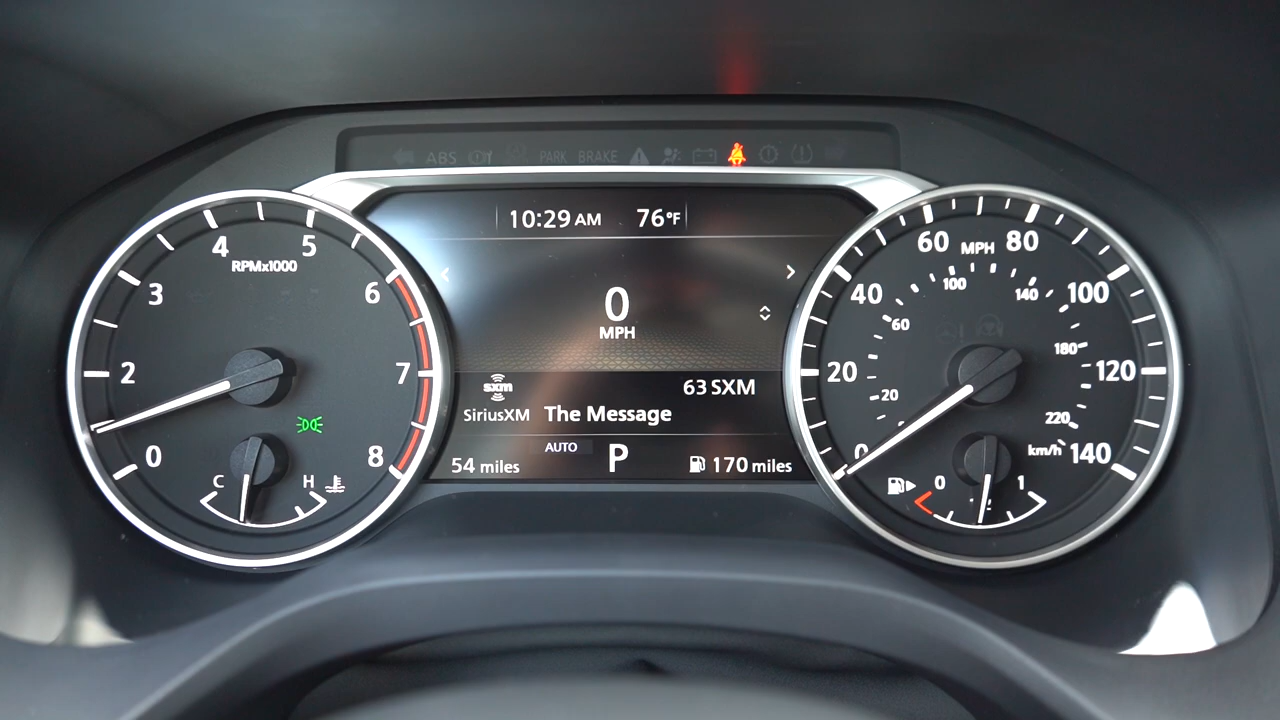 ABS
PARK BRAKE
10:29 AM 76°F
4 5
RPMx1000
3 6
2 7
0 8
C H
0
MPH
sxm 63 SXM
SiriusXM The Message
AUTO
54 miles P 170 miles
60 MPH 80
40 100
20 120
0 140
100 140
60 180
20 220
km/h
0 1